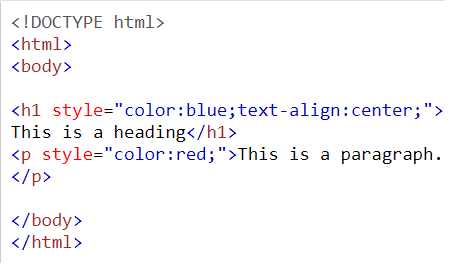 <!DOCTYPE html>
<html>
<body>
<h1 style="color:blue;text-align:center;">
This is a heading</h1>
<p style="color:red;">This is a paragraph.
</p>
</body>
</html>